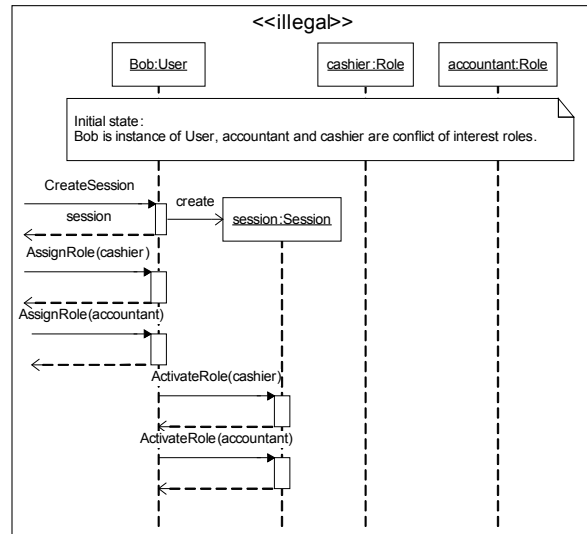 <<illegal>>
Bob:User
cashier:Role
accountant:Role
Initial state:
Bob is instance of User, accountant and cashier are conflict of interest roles.
CreateSession
create
session
session:Session
AssignRole(cashier)
AssignRole(accountant)
ActivateRole(cashier)
ActivateRole(accountant)